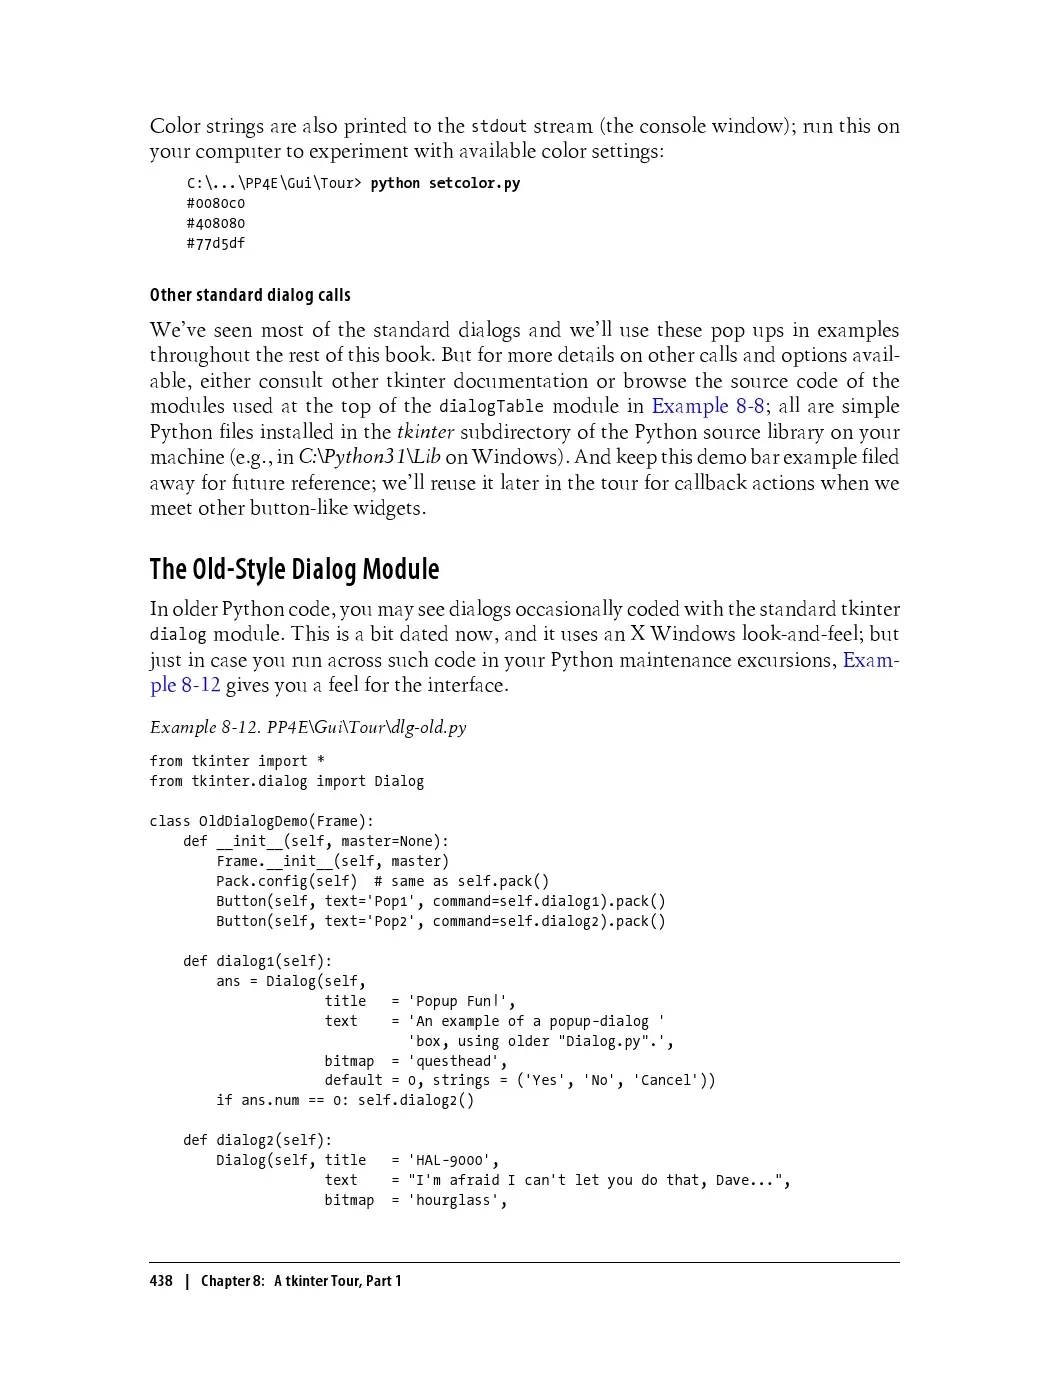 Color strings are also printed to the stdout stream (the console window); run this on
your computer to experiment with available color settings:
C:\...\PP4E\Gui\Tour> python setcolor.py
#0080c0
#408080
#77d5df
Other standard dialog calls
We've seen most of the standard dialogs and we'll use these pop ups in examples
throughout the rest of this book. But for more details on other calls and options avail-
able, either consult other tkinter documentation or browse the source code of the
modules used at the top of the dialogTable module in Example 8-8; all are simple
Python files installed in the tkinter subdirectory of the Python source library on your
machine (e.g., in C:\Python31\Lib on Windows). And keep this demo bar example filed
away for future reference; we'll reuse it later in the tour for callback actions when we
meet other button-like widgets.
The Old-Style Dialog Module
In older Python code, you may see dialogs occasionally coded with the standard tkinter
dialog module. This is a bit dated now, and it uses an X Windows look-and-feel; but
just in case you run across such code in your Python maintenance excursions, Exam-
ple 8-12 gives you a feel for the interface.
Example 8-12. PP4E\Gui\Tour\dlg-old.py
from tkinter import *
from tkinter.dialog import Dialog
class OldDialogDemo(Frame):
    def __init__(self, master=None):
        Frame.__init__(self, master)
        Pack.config(self)  # same as self.pack()
        Button(self, text='Pop1', command=self.dialog1).pack()
        Button(self, text='Pop2', command=self.dialog2).pack()
    def dialog1(self):
        ans = Dialog(self,
                     title   = 'Popup Fun!',
                     text    = 'An example of a popup-dialog '
                               'box, using older "Dialog.py".',
                     bitmap  = 'questhead',
                     default = 0, strings = ('Yes', 'No', 'Cancel'))
        if ans.num == 0: self.dialog2()
    def dialog2(self):
        Dialog(self, title   = 'HAL-9000',
                     text    = "I'm afraid I can't let you do that, Dave...",
                     bitmap  = 'hourglass',
438 | Chapter 8: A tkinter Tour, Part 1